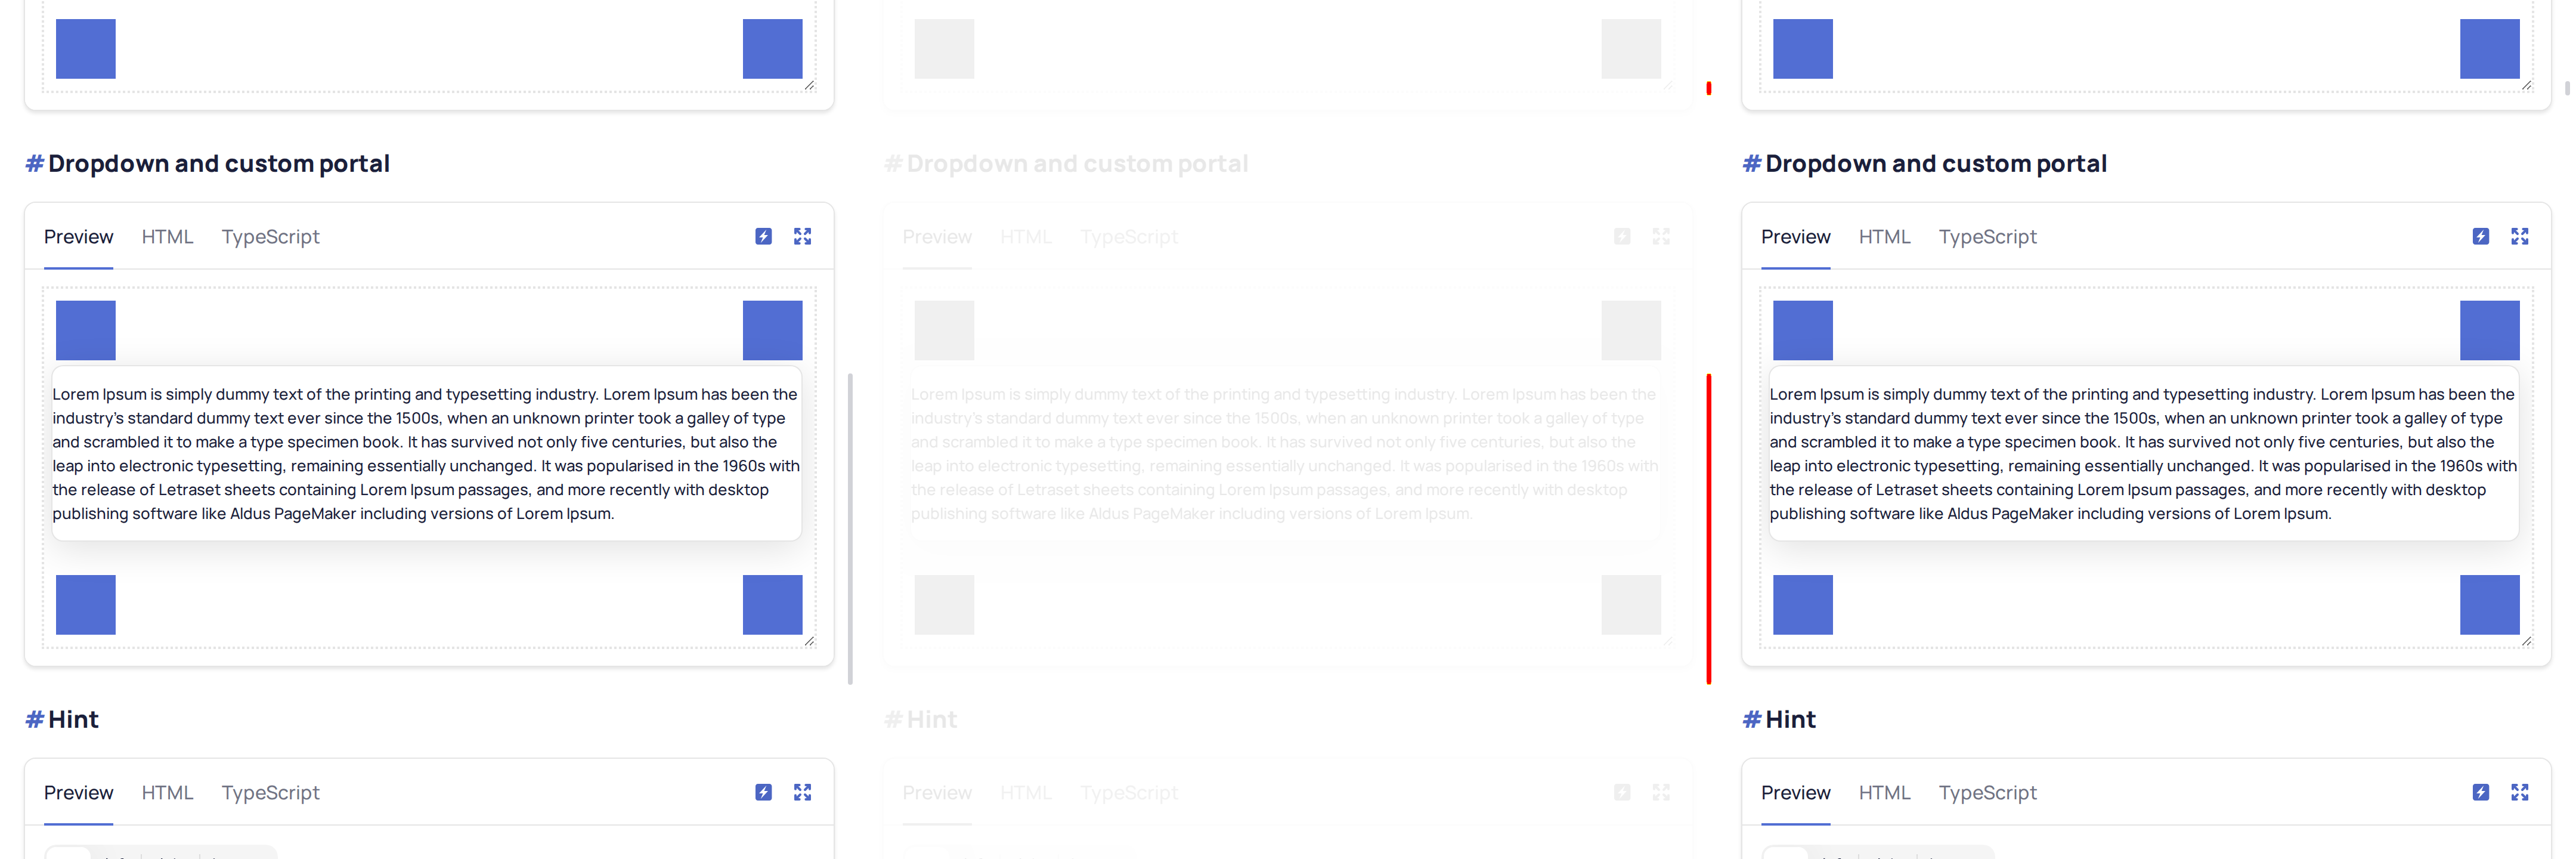 # Dropdown and custom portal
Preview HTML TypeScript
Lorem Ipsum is simply dummy text of the printing and typesetting industry. Lorem Ipsum has been the
industry's standard dummy text ever since the 1500s, when an unknown printer took a galley of type
and scrambled it to make a type specimen book. It has survived not only five centuries, but also the
leap into electronic typesetting, remaining essentially unchanged. It was popularised in the 1960s with
the release of Letraset sheets containing Lorem Ipsum passages, and more recently with desktop
publishing software like Aldus PageMaker including versions of Lorem Ipsum.
# Hint
Preview HTML TypeScript
# Dropdown and custom portal
Preview HTML TypeScript
Lorem Ipsum is simply dummy text of the printing and typesetting industry. Lorem Ipsum has been the
industry's standard dummy text ever since the 1500s, when an unknown printer took a galley of type
and scrambled it to make a type specimen book. It has survived not only five centuries, but also the
leap into electronic typesetting, remaining essentially unchanged. It was popularised in the 1960s with
the release of Letraset sheets containing Lorem Ipsum passages, and more recently with desktop
publishing software like Aldus PageMaker including versions of Lorem Ipsum.
# Hint
Preview HTML TypeScript
# Dropdown and custom portal
Preview HTML TypeScript
Lorem Ipsum is simply dummy text of the printing and typesetting industry. Lorem Ipsum has been the
industry's standard dummy text ever since the 1500s, when an unknown printer took a galley of type
and scrambled it to make a type specimen book. It has survived not only five centuries, but also the
leap into electronic typesetting, remaining essentially unchanged. It was popularised in the 1960s with
the release of Letraset sheets containing Lorem Ipsum passages, and more recently with desktop
publishing software like Aldus PageMaker including versions of Lorem Ipsum.
# Hint
Preview HTML TypeScript